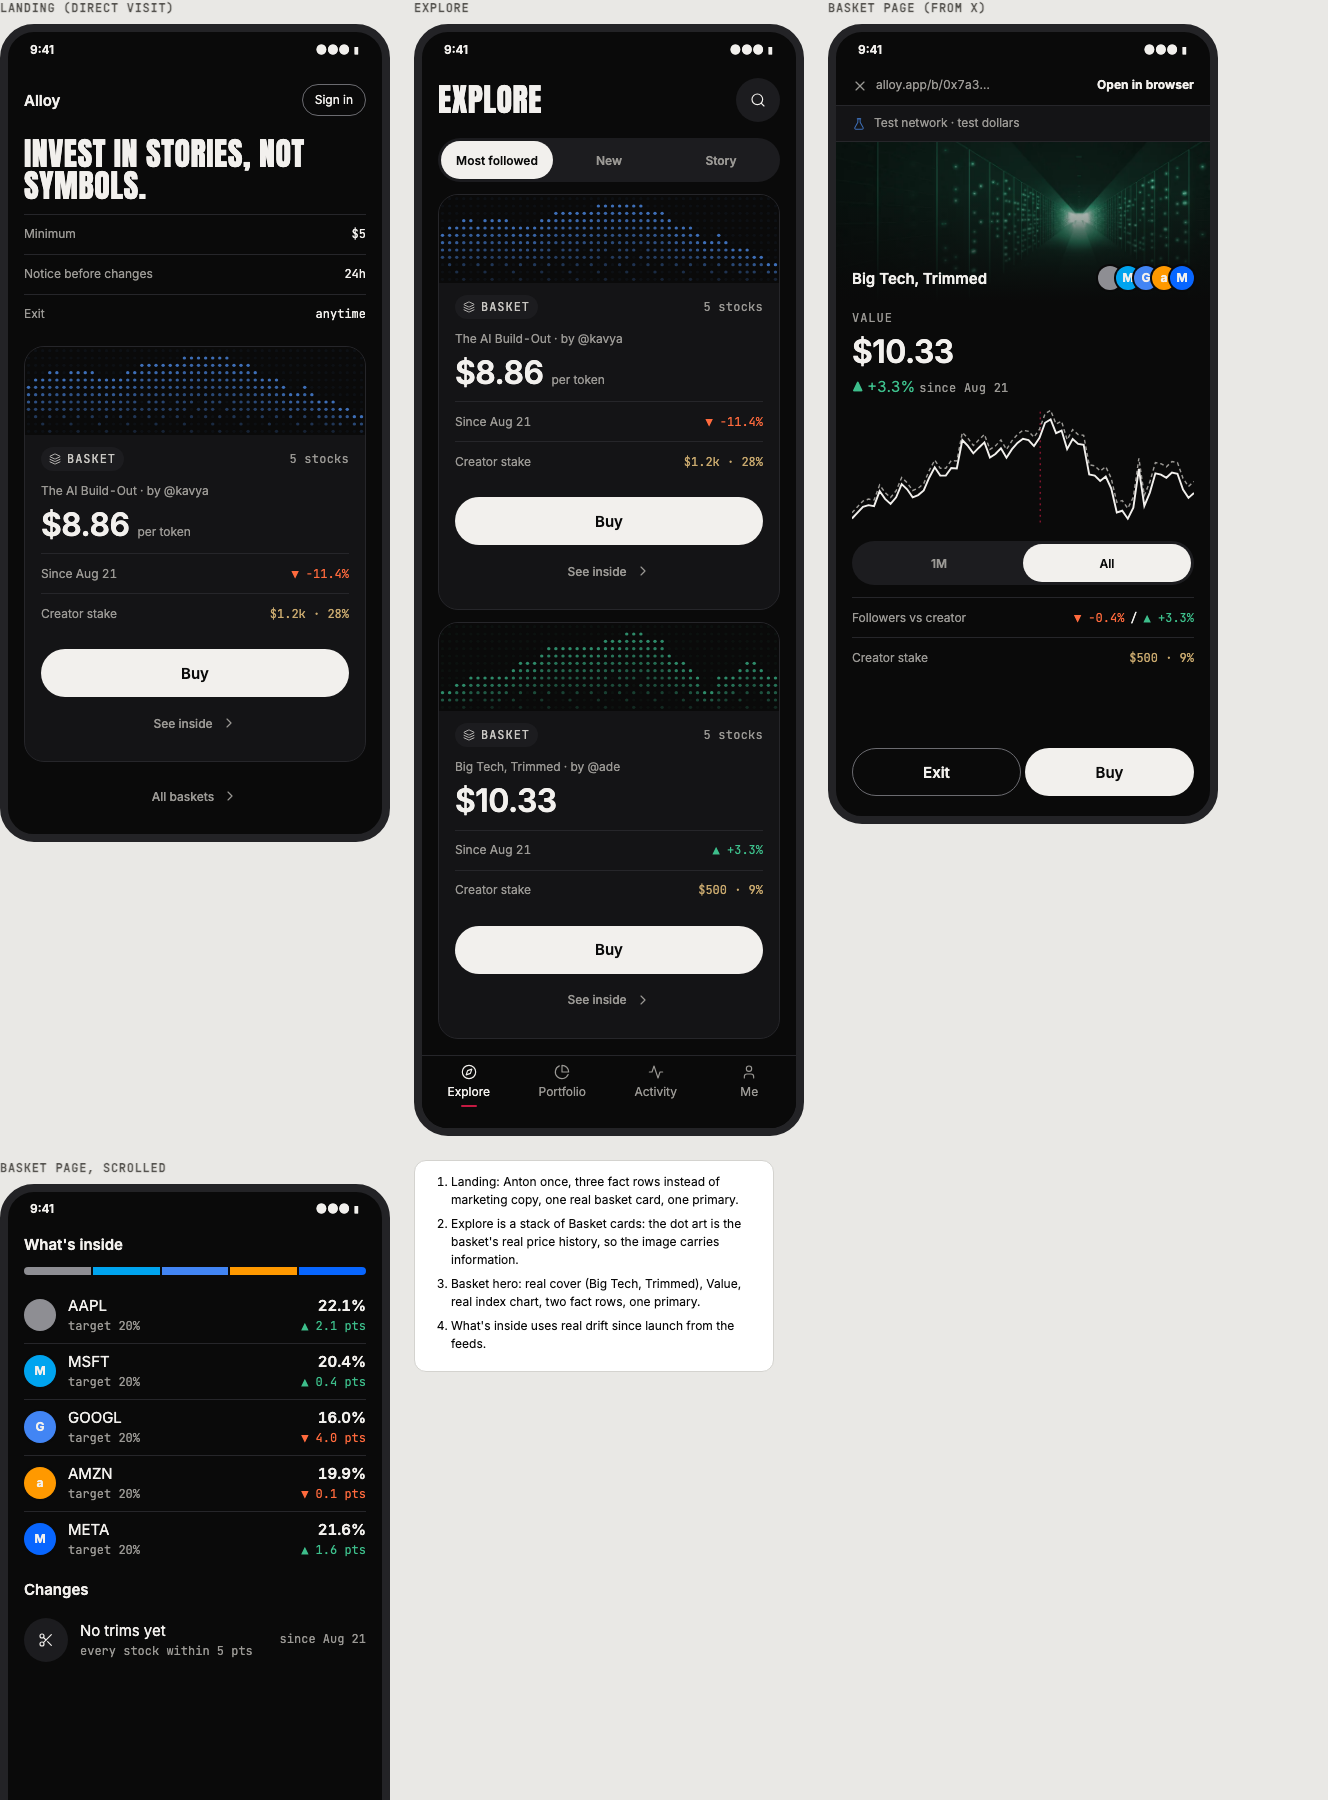 LANDING (DIRECT VISIT)
9:41
Alloy
Sign in
INVEST IN STORIES, NOT
SYMBOLS.
Minimum
$5
Notice before changes
24h
Exit
anytime
BASKET
5 stocks
The AI Build-Out · by @kavya
$8.86 per token
Since Aug 21
▼ -11.4%
Creator stake
$1.2k · 28%
Buy
See inside
All baskets
EXPLORE
9:41
EXPLORE
Most followed
New
Story
BASKET
5 stocks
The AI Build-Out · by @kavya
$8.86 per token
Since Aug 21
▼ -11.4%
Creator stake
$1.2k · 28%
Buy
See inside
BASKET
5 stocks
Big Tech, Trimmed · by @ade
$10.33
Since Aug 21
▲ +3.3%
Creator stake
$500 · 9%
Buy
See inside
Explore
Portfolio
Activity
Me
BASKET PAGE (FROM X)
9:41
alloy.app/b/0x7a3...
Open in browser
Test network · test dollars
Big Tech, Trimmed
M
G
a
M
VALUE
$10.33
▲ +3.3% since Aug 21
1M
All
Followers vs creator
▼ -0.4% / ▲ +3.3%
Creator stake
$500 · 9%
Exit
Buy
BASKET PAGE, SCROLLED
9:41
What's inside
AAPL
22.1%
target 20%
▲ 2.1 pts
M
MSFT
20.4%
target 20%
▲ 0.4 pts
G
GOOGL
16.0%
target 20%
▼ 4.0 pts
a
AMZN
19.9%
target 20%
▼ 0.1 pts
M
META
21.6%
target 20%
▲ 1.6 pts
Changes
No trims yet
every stock within 5 pts
since Aug 21
1. Landing: Anton once, three fact rows instead of
marketing copy, one real basket card, one primary.
2. Explore is a stack of Basket cards: the dot art is the
basket's real price history, so the image carries
information.
3. Basket hero: real cover (Big Tech, Trimmed), Value,
real index chart, two fact rows, one primary.
4. What's inside uses real drift since launch from the
feeds.